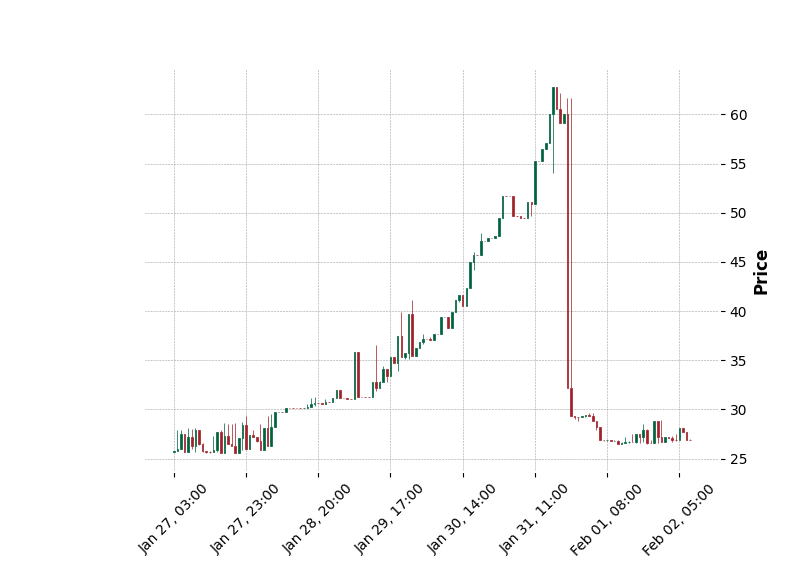 60
55
50
45
40
35
30
25
Price
Jan 27, 03:00
Jan 27, 23:00
Jan 28, 20:00
Jan 29, 17:00
Jan 30, 14:00
Jan 31, 11:00
Feb 01, 08:00
Feb 02, 05:00